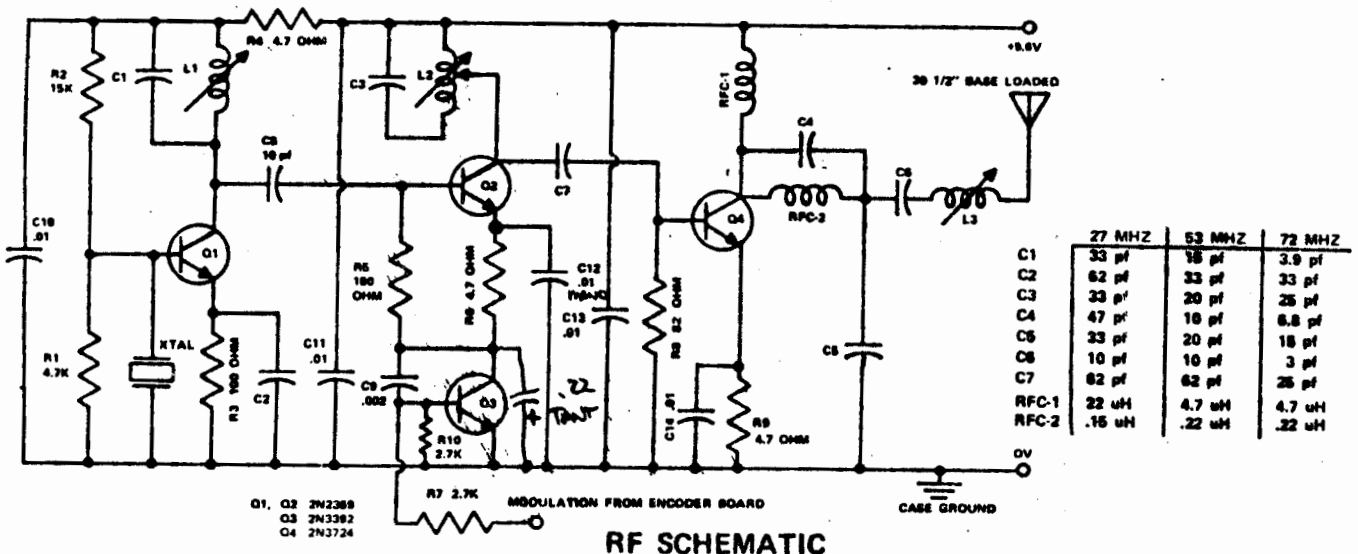 R4 4.7 OHM
+9.6V
R2
15K
C1
L1
C3
L2
RFC-1
30 1/2" BASE LOADED
C8
10 pf
C4
Q2
C7
C6
L3
RFC-2
C10
.01
Q1
Q4
R5
180
OHM
R6 4.7 OHM
C12
.01
C13
.01
R8 82 OHM
C5
R1
4.7K
XTAL
R3 100 OHM
C2
C11
.01
C9
.002
Q3
.22
TANT
R10
2.7K
C14 .01
R9
4.7 OHM
0V
R7 2.7K
MODULATION FROM ENCODER BOARD
CASE GROUND
Q1, Q2 2N2369
Q3 2N3392
Q4 2N3724
RF SCHEMATIC
27 MHZ 53 MHZ 72 MHZ
C1 33 pf pf 3.9 pf
C2 62 pf 33 pf 33 pf
C3 33 pf 20 pf 25 pf
C4 47 pf 10 pf 6.8 pf
C5 33 pf 20 pf 15 pf
C6 10 pf 10 pf 3 pf
C7 62 pf 62 pf 25 pf
RFC-1 22 uH 4.7 uH 4.7 uH
RFC-2 .15 uH .22 uH .22 uH